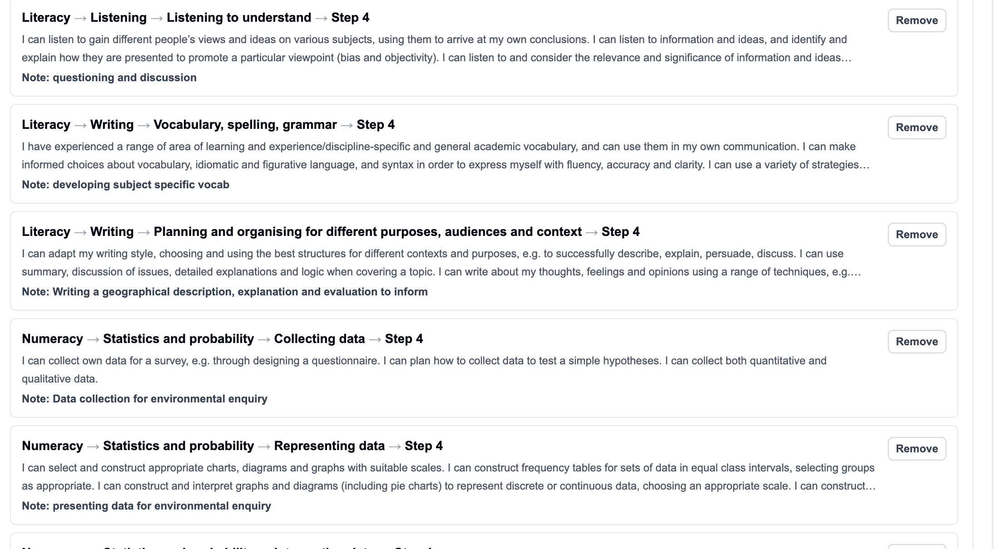 Literacy → Listening → Listening to understand → Step 4
Remove
I can listen to gain different people’s views and ideas on various subjects, using them to arrive at my own conclusions. I can listen to information and ideas, and identify and
explain how they are presented to promote a particular viewpoint (bias and objectivity). I can listen to and consider the relevance and significance of information and ideas…
Note: questioning and discussion
Literacy → Writing → Vocabulary, spelling, grammar → Step 4
Remove
I have experienced a range of area of learning and experience/discipline-specific and general academic vocabulary, and can use them in my own communication. I can make
informed choices about vocabulary, idiomatic and figurative language, and syntax in order to express myself with fluency, accuracy and clarity. I can use a variety of strategies…
Note: developing subject specific vocab
Literacy → Writing → Planning and organising for different purposes, audiences and context → Step 4
Remove
I can adapt my writing style, choosing and using the best structures for different contexts and purposes, e.g. to successfully describe, explain, persuade, discuss. I can use
summary, discussion of issues, detailed explanations and logic when covering a topic. I can write about my thoughts, feelings and opinions using a range of techniques, e.g.…
Note: Writing a geographical description, explanation and evaluation to inform
Numeracy → Statistics and probability → Collecting data → Step 4
Remove
I can collect own data for a survey, e.g. through designing a questionnaire. I can plan how to collect data to test a simple hypotheses. I can collect both quantitative and
qualitative data.
Note: Data collection for environmental enquiry
Numeracy → Statistics and probability → Representing data → Step 4
Remove
I can select and construct appropriate charts, diagrams and graphs with suitable scales. I can construct frequency tables for sets of data in equal class intervals, selecting groups
as appropriate. I can construct and interpret graphs and diagrams (including pie charts) to represent discrete or continuous data, choosing an appropriate scale. I can construct…
Note: presenting data for environmental enquiry